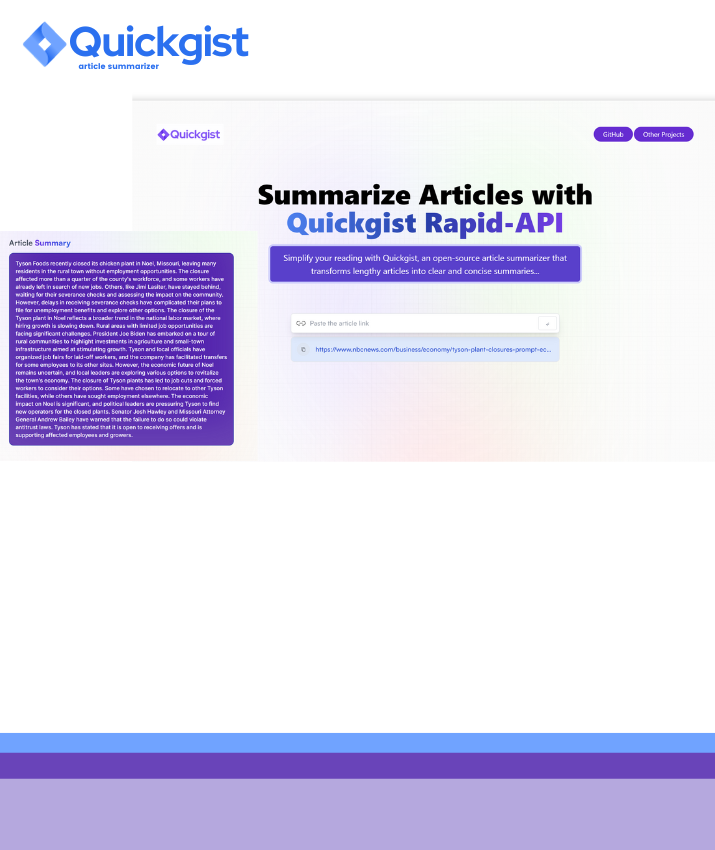 Quickgist
article summarizer
Quickgist
GitHub
Other Projects
Summarize Articles with
Quickgist Rapid-API
Simplify your reading with Quickgist, an open-source article summarizer that
transforms lengthy articles into clear and concise summaries...
Paste the article link
https://www.nbcnews.com/business/economy/tyson-plant-closures-prompt-ec...
Article Summary
Tyson Foods recently closed its chicken plant in Noel, Missouri, leaving many
residents in the rural town without employment opportunities. The closure
affected more than a quarter of the county's workforce, and some workers have
already left in search of new jobs. Others, like Jimi Lasiter, have stayed behind,
waiting for their severance checks and assessing the impact on the community.
However, delays in receiving severance checks have complicated their plans to
file for unemployment benefits and explore other options. The closure of the
Tyson plant in Noel reflects a broader trend in the national labor market, where
hiring growth is slowing down. Rural areas with limited job opportunities are
facing significant challenges. President Joe Biden has embarked on a tour of
rural communities to highlight investments in agriculture and small-town
infrastructure aimed at stimulating growth. Tyson and local officials have
organized job fairs for laid-off workers, and the company has facilitated transfers
for some employees to its other sites. However, the economic future of Noel
remains uncertain, and local leaders are exploring various options to revitalize
the town's economy. The closure of Tyson plants has led to job cuts and forced
workers to consider their options. Some have chosen to relocate to other Tyson
facilities, while others have sought employment elsewhere. The economic
impact on Noel is significant, and political leaders are pressuring Tyson to find
new operators for the closed plants. Senator Josh Hawley and Missouri Attorney
General Andrew Bailey have warned that the failure to do so could violate
antitrust laws. Tyson has stated that it is open to receiving offers and is
supporting affected employees and growers.